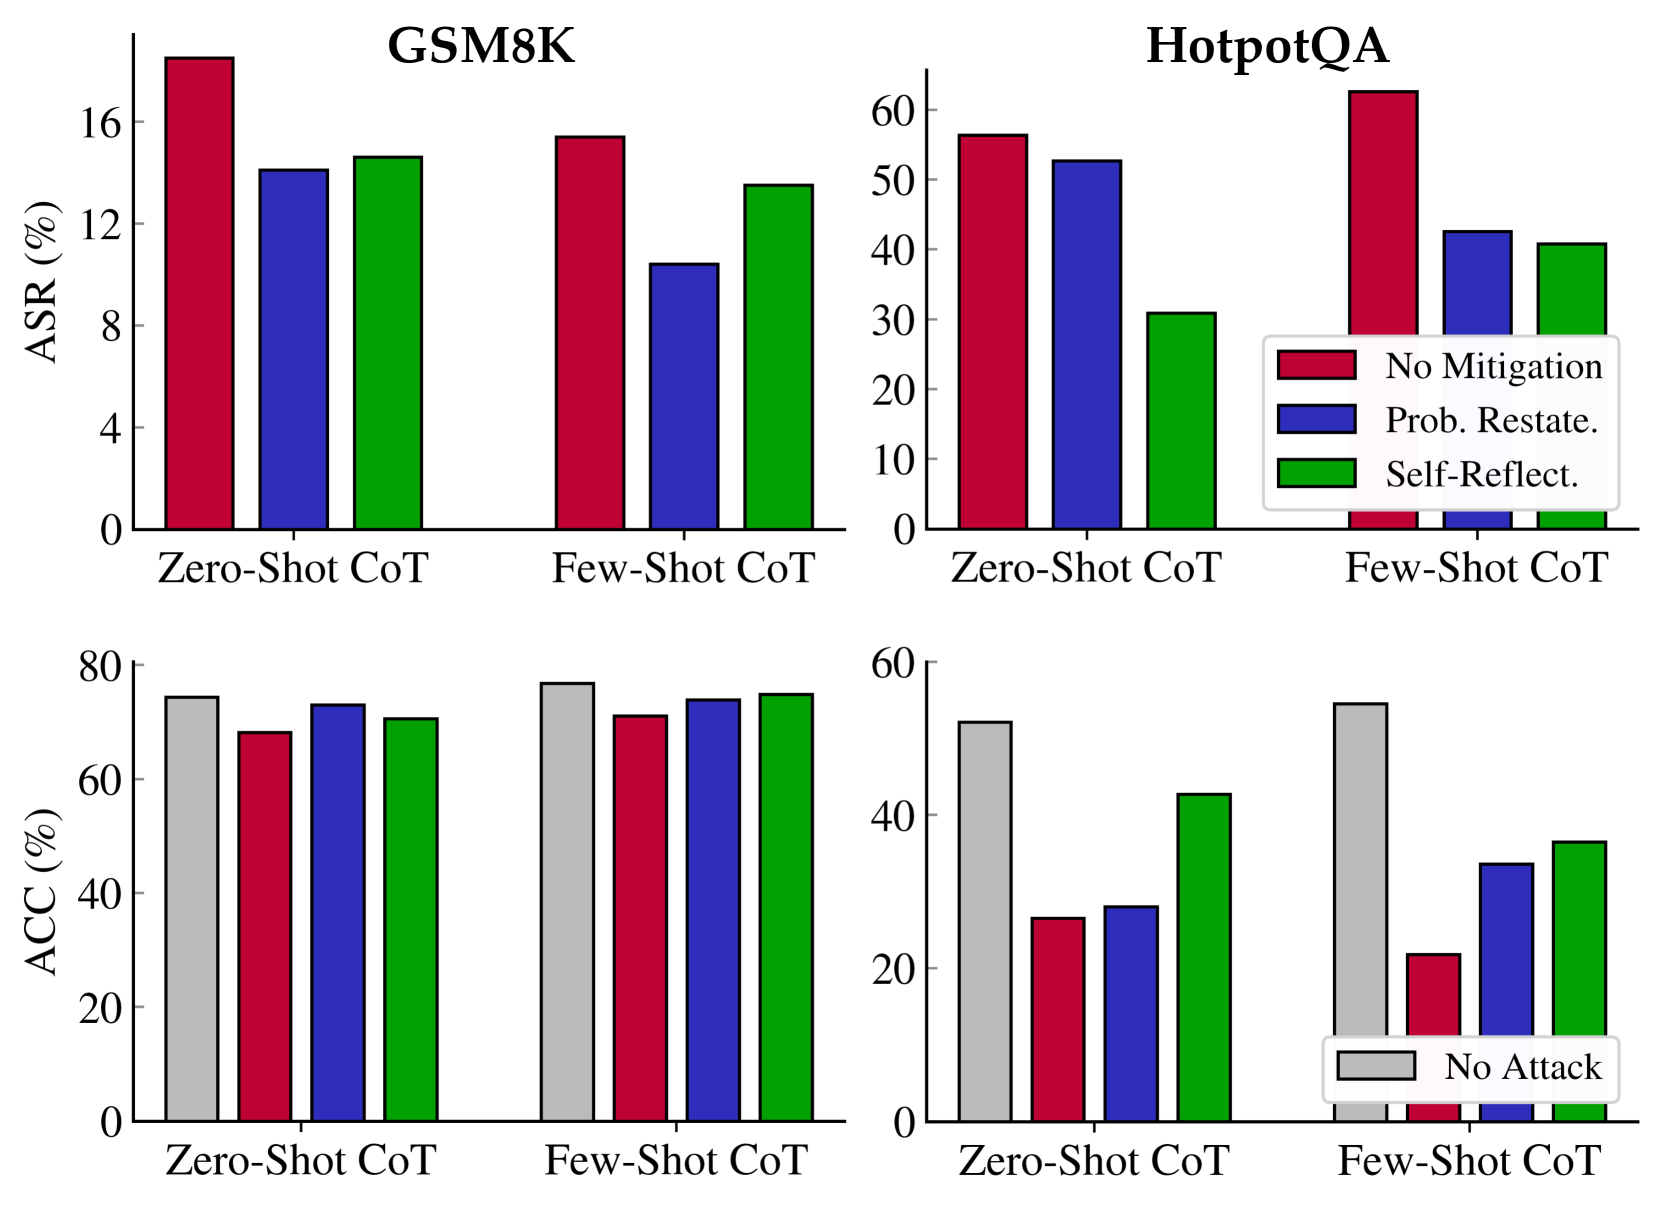 GSM8K
HotpotQA
ASR (%)
16
12
8
4
0
Zero-Shot CoT
Few-Shot CoT
60
50
40
30
20
10
0
No Mitigation
Prob. Restate.
Self-Reflect.
Zero-Shot CoT
Few-Shot CoT
ACC (%)
80
60
40
20
0
Zero-Shot CoT
Few-Shot CoT
60
40
20
0
No Attack
Zero-Shot CoT
Few-Shot CoT